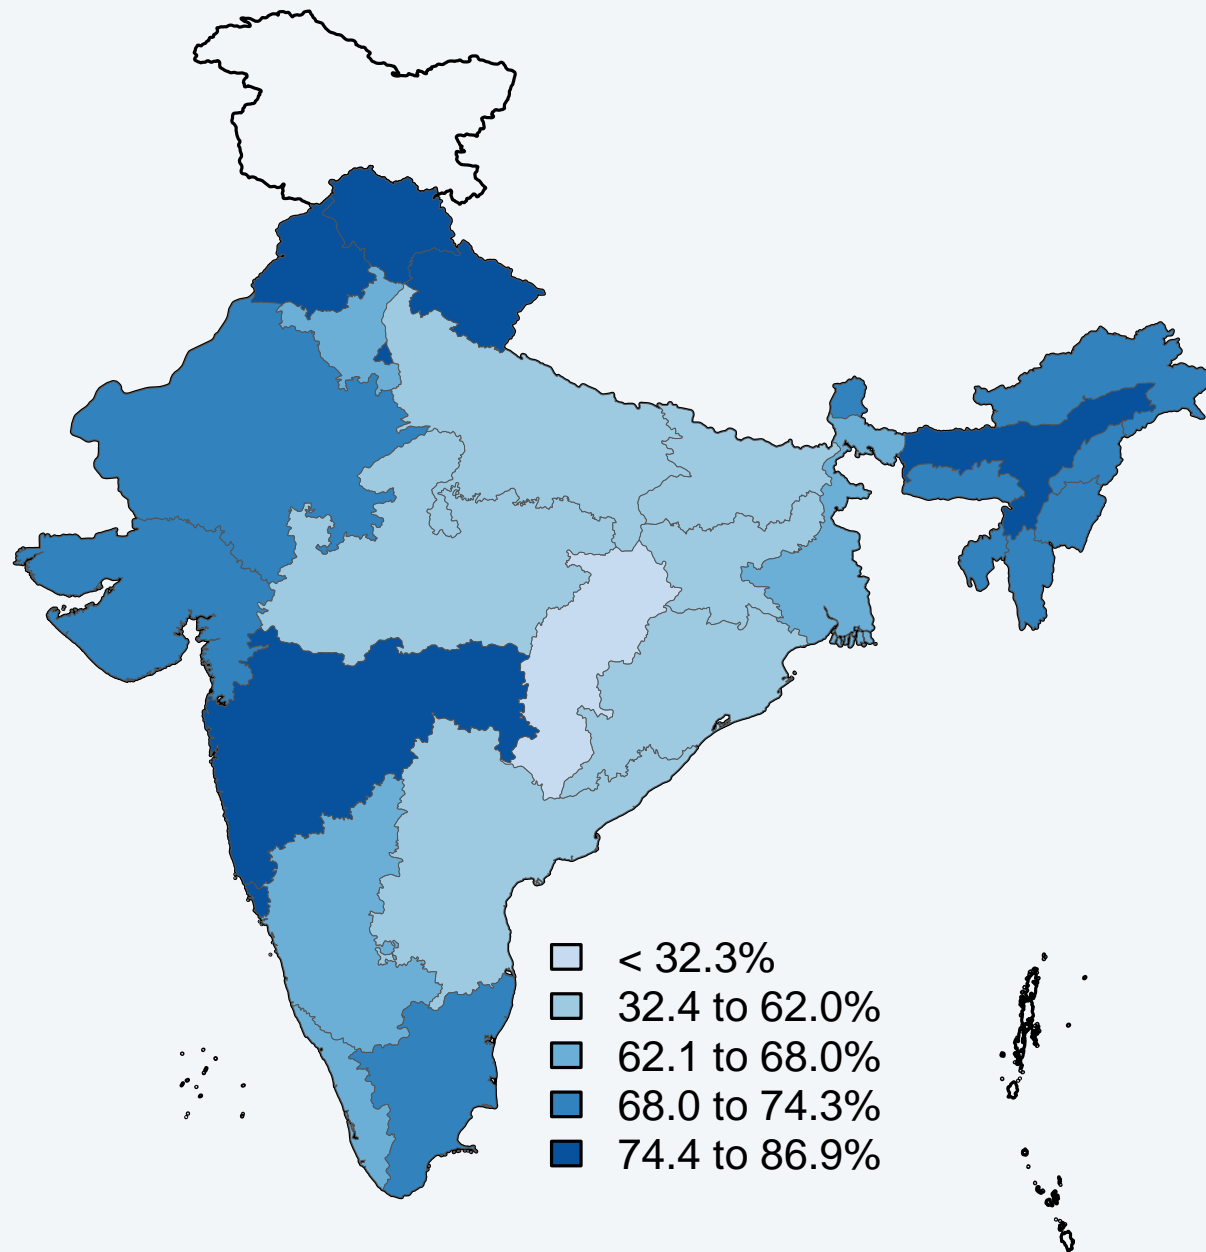 < 32.3%
32.4 to 62.0%
62.1 to 68.0%
68.0 to 74.3%
74.4 to 86.9%